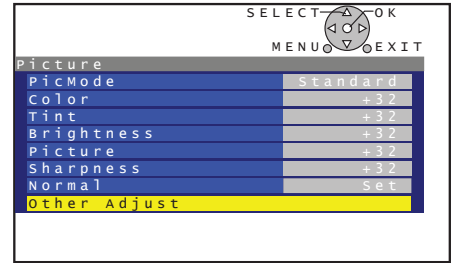 SELECT OK
MENU EXIT
Picture
PicMode Standard
Color +32
Tint +32
Brightness +32
Picture +32
Sharpness +32
Normal Set
Other Adjust